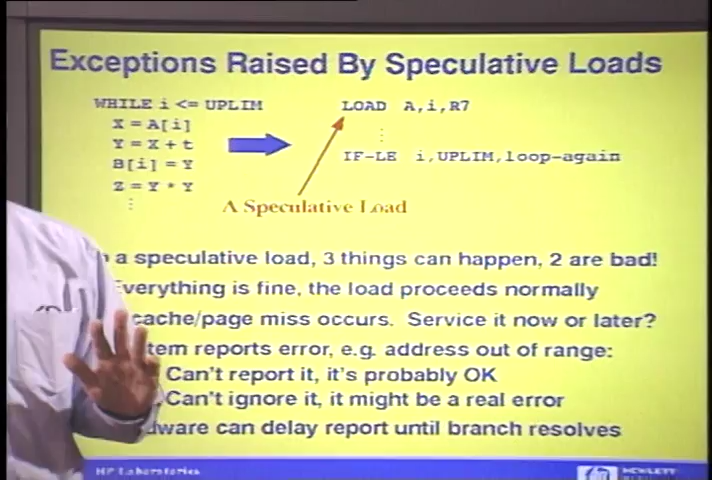 Exceptions Raised By Speculative Loads
WHILE i <= UPLIM
X = A[i]
Y = X + t
B[i] = Y
Z = Y * Y
⋮
LOAD A,i,R7
⋮
IF-LE i,UPLIM,loop-again
A Speculative Load
a speculative load, 3 things can happen, 2 are bad!
Everything is fine, the load proceeds normally
cache/page miss occurs. Service it now or later?
tem reports error, e.g. address out of range:
Can't report it, it's probably OK
Can't ignore it, it might be a real error
dware can delay report until branch resolves
HP Laboratories
hp HEWLETT